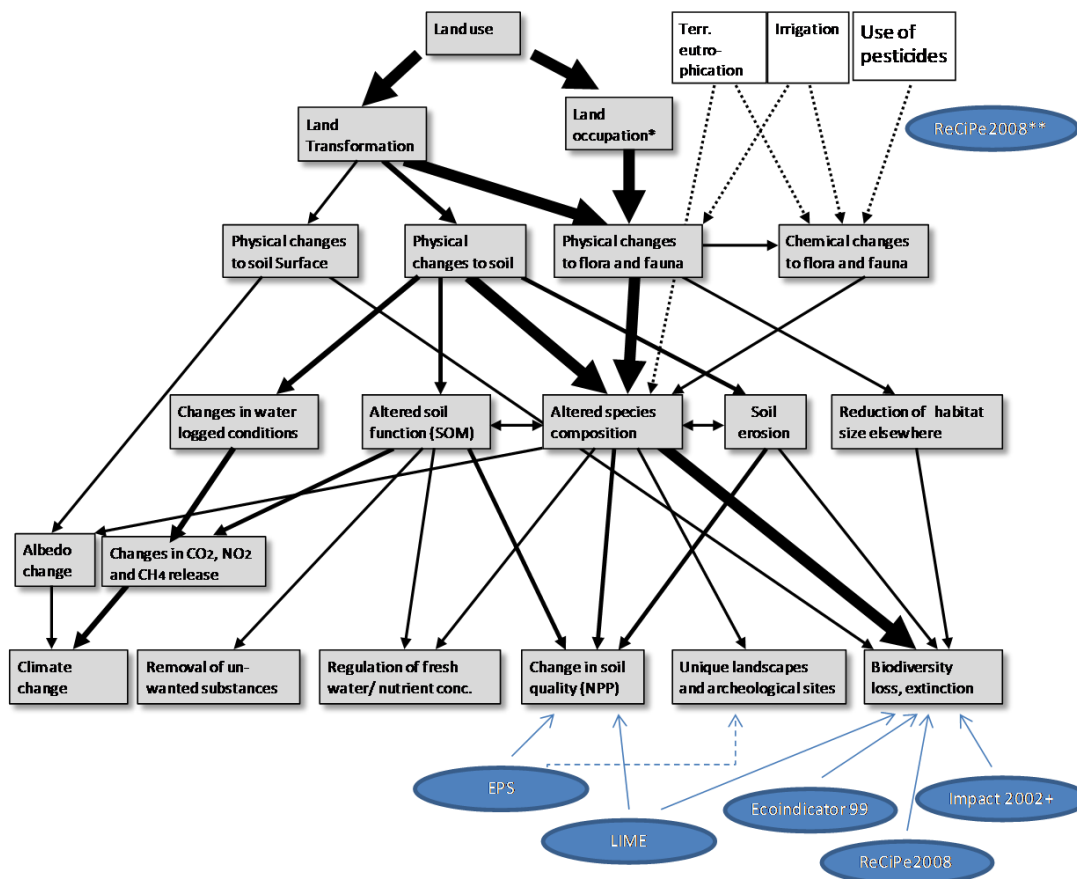 Land use
Terr.
eutro-
phication
Irrigation
Use of
pesticides
Land
Transformation
Land
occupation*
ReCiPe2008**
Physical changes
to soil Surface
Physical
changes to soil
Physical changes
to flora and fauna
Chemical changes
to flora and fauna
Changes in water
logged conditions
Altered soil
function (SOM)
Altered species
composition
Soil
erosion
Reduction of habitat
size elsewhere
Albedo
change
Changes in CO2, NO2
and CH4 release
Climate
change
Removal of un-
wanted substances
Regulation of fresh
water/ nutrient conc.
Change in soil
quality (NPP)
Unique landscapes
and archeological sites
Biodiversity
loss, extinction
EPS
LIME
Ecoindicator 99
Impact 2002+
ReCiPe2008